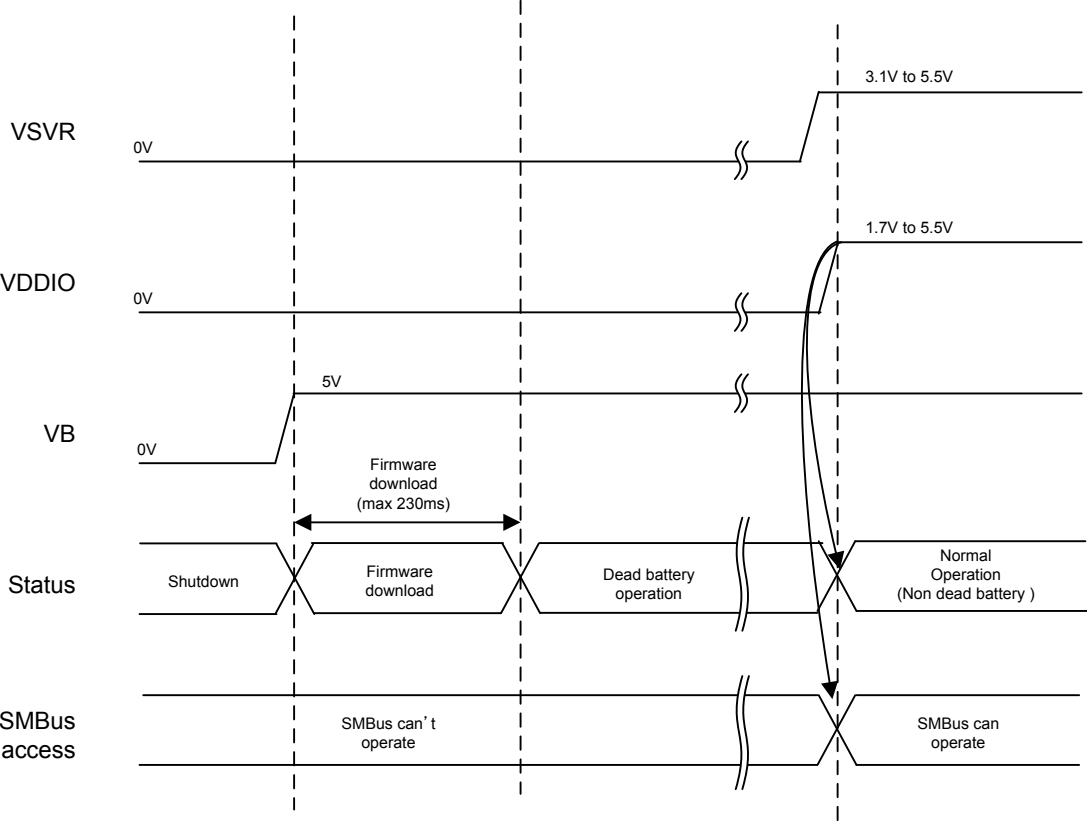 3.1V to 5.5V
VSVR
0V
1.7V to 5.5V
VDDIO
0V
5V
VB
0V
Firmware
download
(max 230ms)
Status
Shutdown
Firmware
download
Dead battery
operation
Normal
Operation
(Non dead battery )
SMBus
access
SMBus can't
operate
SMBus can
operate